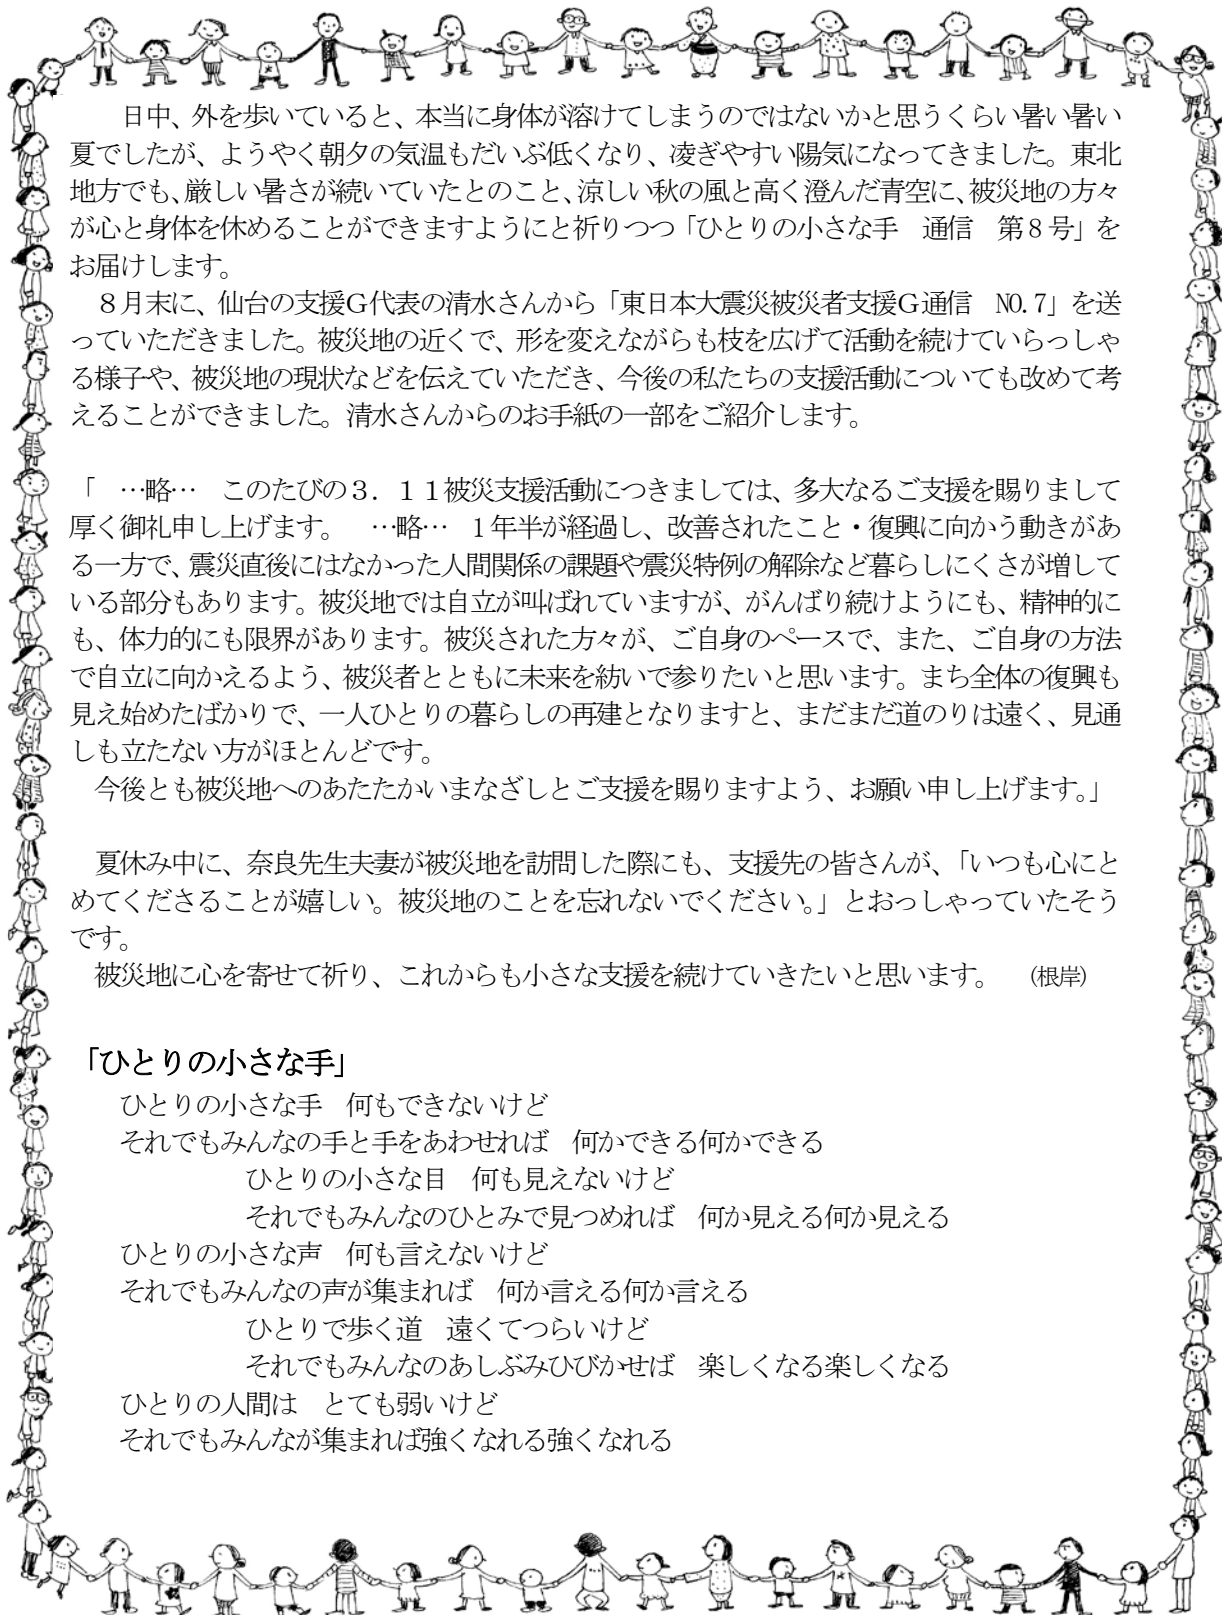 日中、外を歩いていると、本当に身体が溶けてしまうのではないかと思うくらい暑い暑い
夏でしたが、ようやく朝夕の気温もだいぶ低くなり、凌ぎやすい陽気になってきました。東北
地方でも、厳しい暑さが続いていたとのこと、涼しい秋の風と高く澄んだ青空に、被災地の方々
が心と身体を休めることができますようにと祈りつつ「ひとりの小さな手　通信　第8号」を
お届けします。
８月末に、仙台の支援Ｇ代表の清水さんから「東日本大震災被災者支援Ｇ通信　NO.7」を送
っていただきました。被災地の近くで、形を変えながらも枝を広げて活動を続けていらっしゃ
る様子や、被災地の現状などを伝えていただき、今後の私たちの支援活動についても改めて考
えることができました。清水さんからのお手紙の一部をご紹介します。
「　…略…　このたびの３．１１被災支援活動につきましては、多大なるご支援を賜りまして
厚く御礼申し上げます。　…略…　１年半が経過し、改善されたこと・復興に向かう動きがあ
る一方で、震災直後にはなかった人間関係の課題や震災特例の解除など暮らしにくさが増して
いる部分もあります。被災地では自立が叫ばれていますが、がんばり続けようにも、精神的に
も、体力的にも限界があります。被災された方々が、ご自身のペースで、また、ご自身の方法
で自立に向かえるよう、被災者とともに未来を紡いで参りたいと思います。まち全体の復興も
見え始めたばかりで、一人ひとりの暮らしの再建となりますと、まだまだ道のりは遠く、見通
しも立たない方がほとんどです。
今後とも被災地へのあたたかいまなざしとご支援を賜りますよう、お願い申し上げます。」
夏休み中に、奈良先生夫妻が被災地を訪問した際にも、支援先の皆さんが、「いつも心にと
めてくださることが嬉しい。被災地のことを忘れないでください。」とおっしゃっていたそう
です。
被災地に心を寄せて祈り、これからも小さな支援を続けていきたいと思います。　（根岸）
「ひとりの小さな手」
ひとりの小さな手　何もできないけど
それでもみんなの手と手をあわせれば　何かできる何かできる
ひとりの小さな目　何も見えないけど
それでもみんなのひとみで見つめれば　何か見える何か見える
ひとりの小さな声　何も言えないけど
それでもみんなの声が集まれば　何か言える何か言える
ひとりで歩く道　遠くてつらいけど
それでもみんなのあしぶみひびかせば　楽しくなる楽しくなる
ひとりの人間は　とても弱いけど
それでもみんなが集まれば強くなれる強くなれる